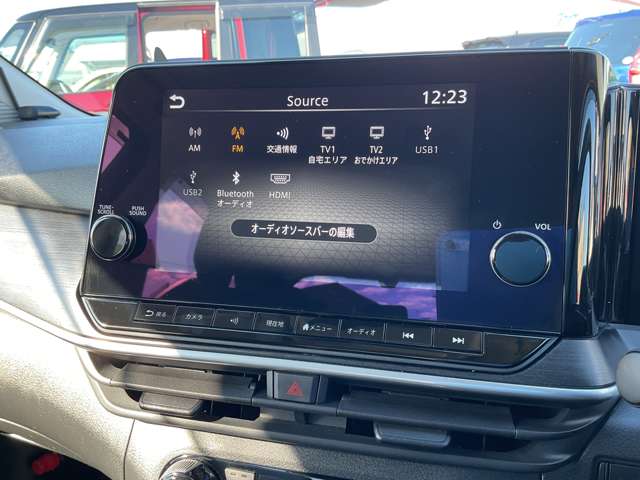 Source
12:23
AM
FM
交通情報
TV1
自宅エリア
TV2
おでかけエリア
USB1
USB2
Bluetooth
オーディオ
HDMI
オーディオソースバーの編集
TUNE・
SCROLL
PUSH
SOUND
VOL
戻る
カメラ
現在地
メニュー
オーディオ